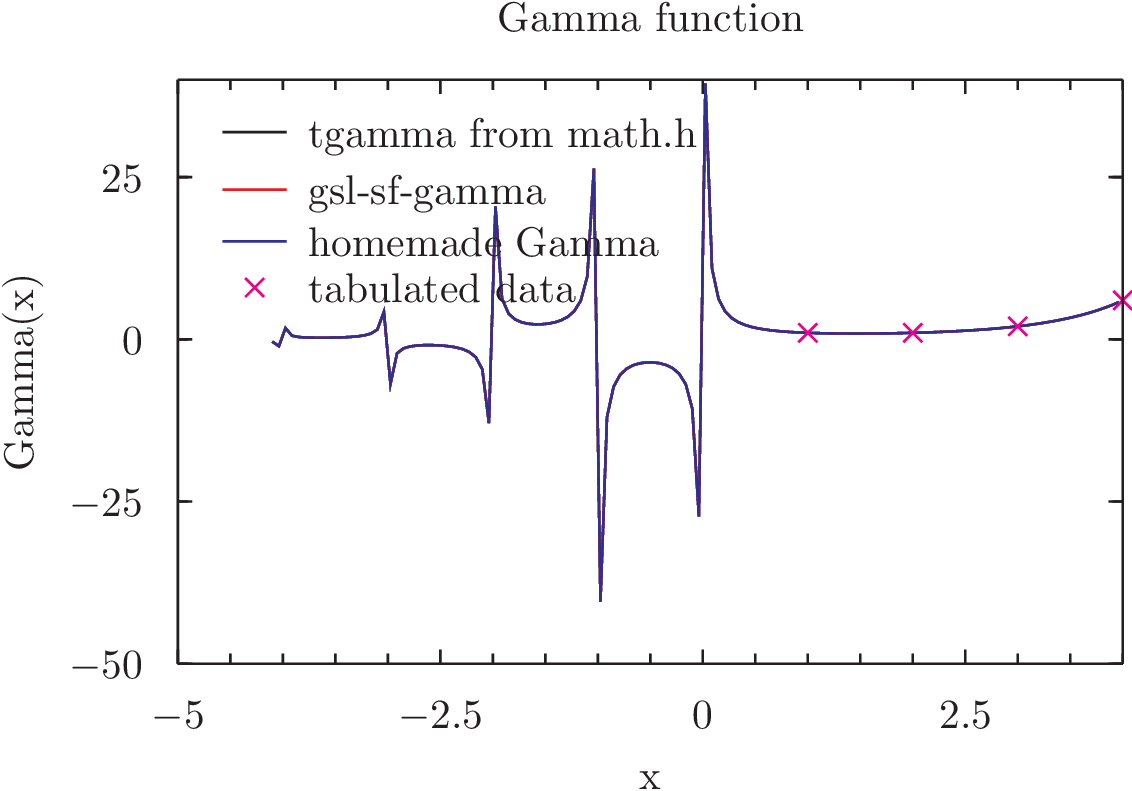 Gamma function
tgamma from math.h
gsl-sf-gamma
homemade Gamma
tabulated data
25
0
−25
−50
Gamma(x)
−5
−2.5
0
2.5
x